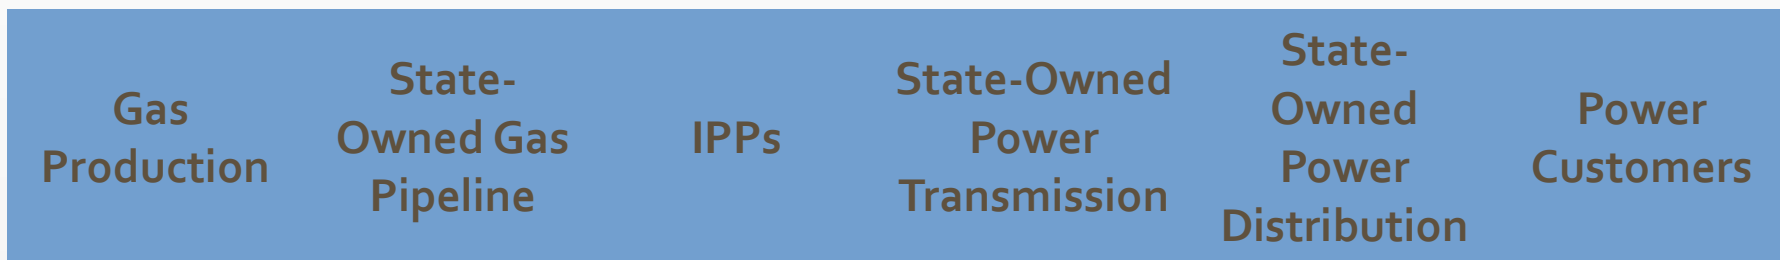 Gas
Production
State-
Owned Gas
Pipeline
IPPs
State-Owned
Power
Transmission
State-
Owned
Power
Distribution
Power
Customers